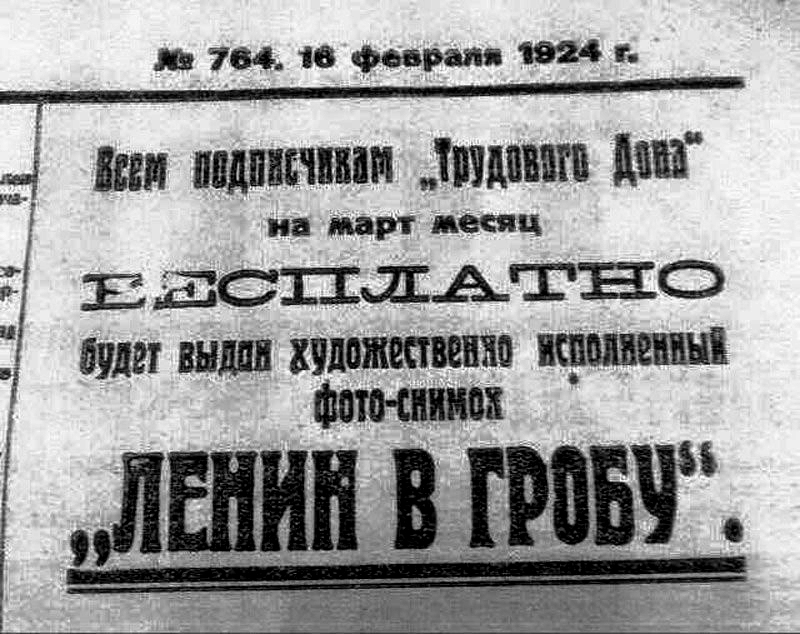 № 764. 16 февраля 1924 г.
Всем подписчикам „Трудового Дона“
на март месяц
БЕСПЛАТНО
будет выдан художественно исполненный
фото-снимок
„ЛЕНИН В ГРОБУ“.